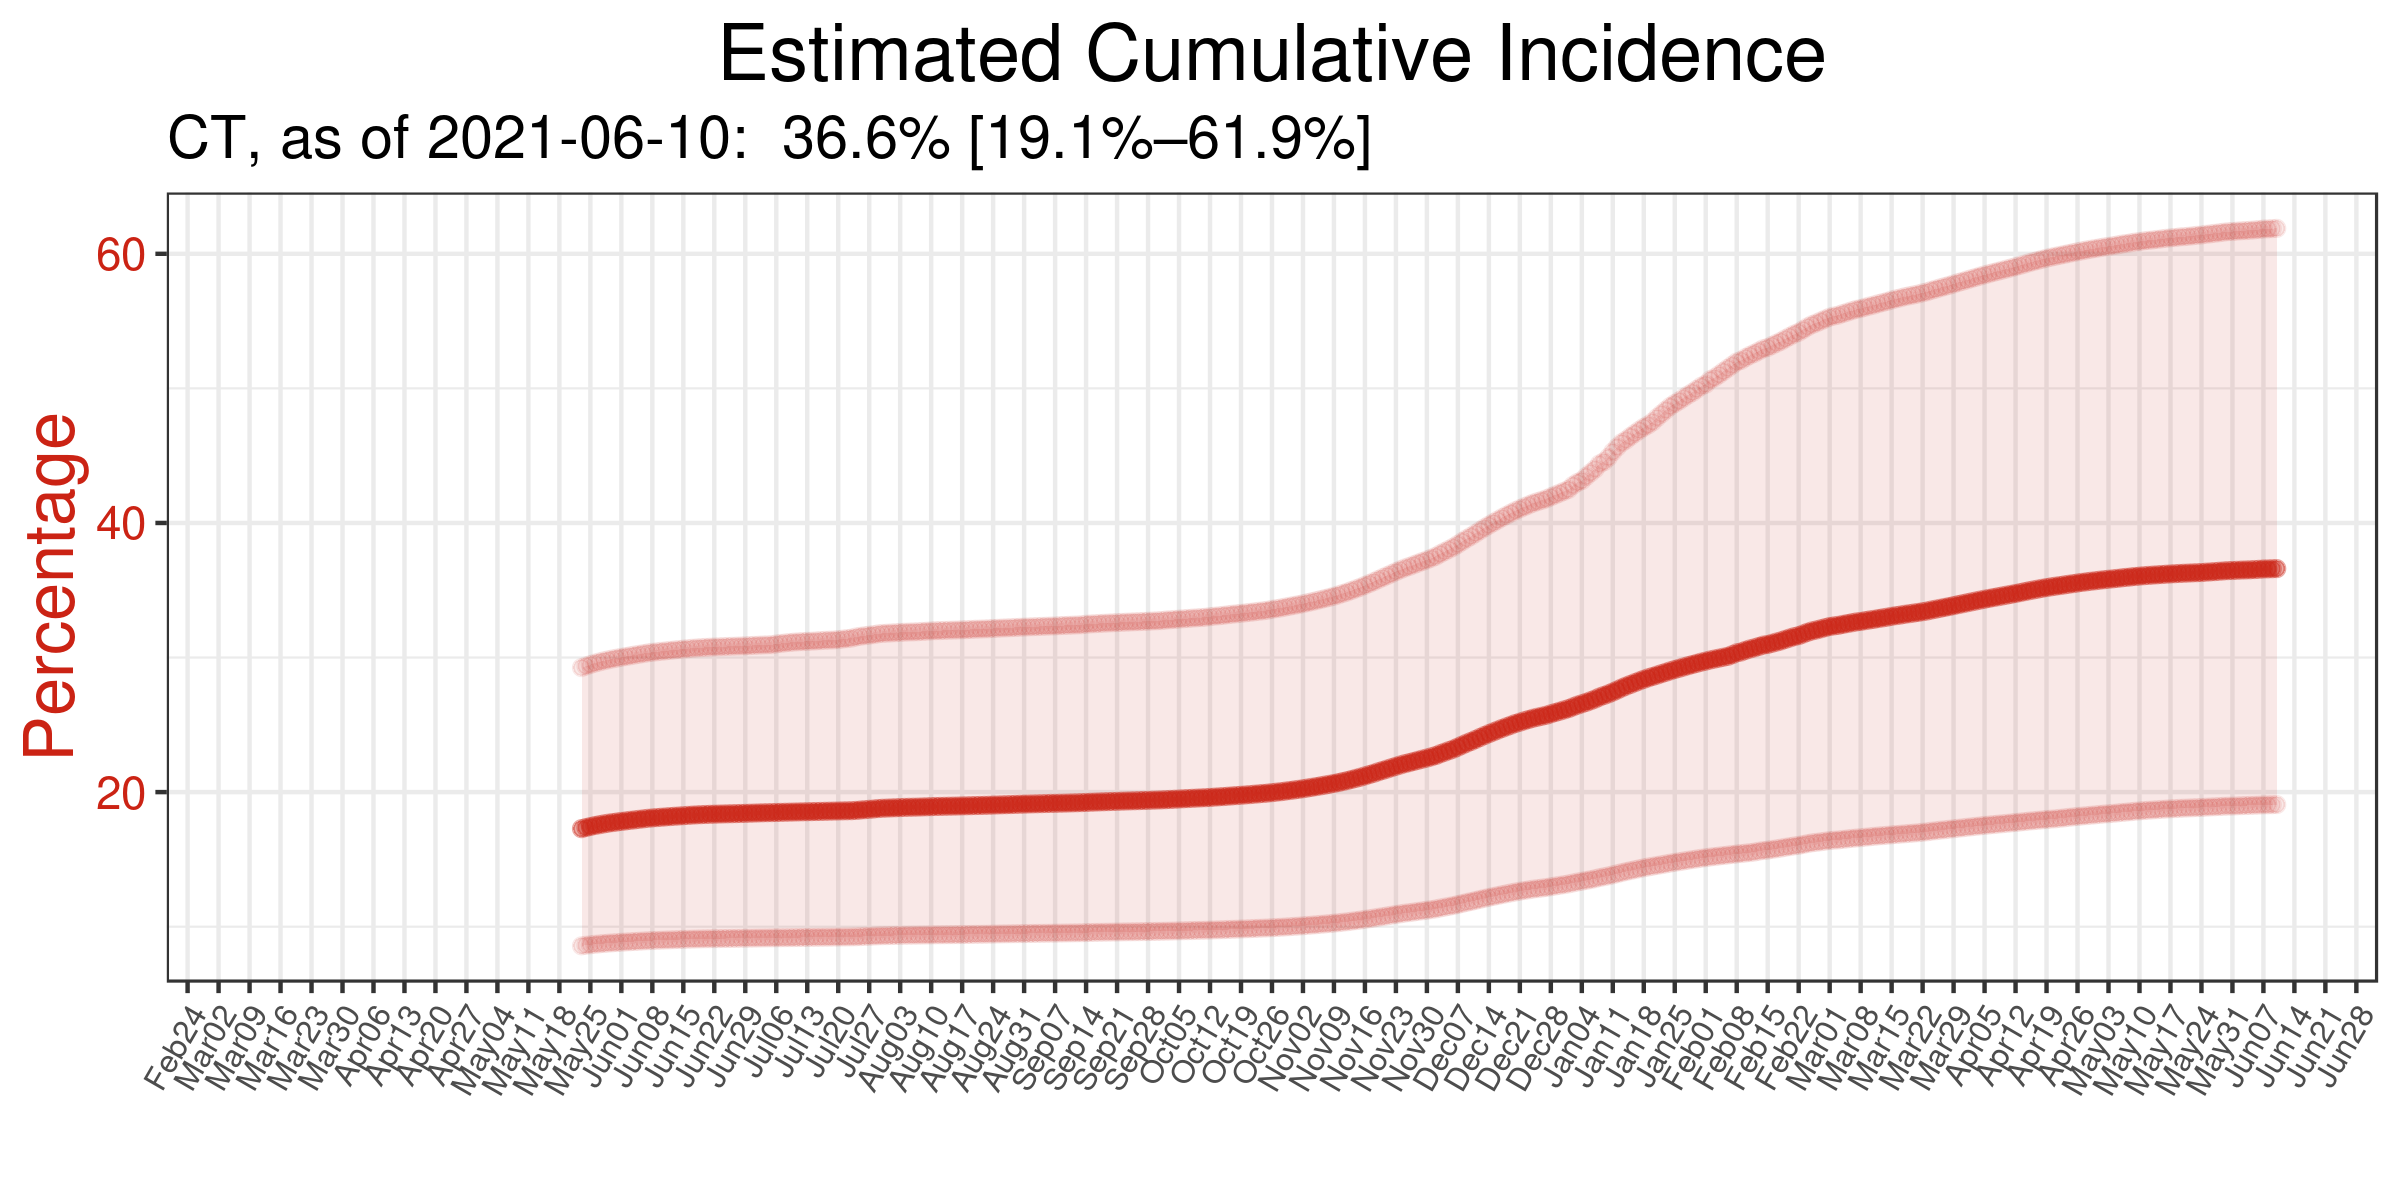 Estimated Cumulative Incidence
CT, as of 2021-06-10:  36.6% [19.1%–61.9%]
Percentage
60
40
20
Feb24 Mar02 Mar09 Mar16 Mar23 Mar30 Apr06 Apr13 Apr20 Apr27 May04 May11 May18 May25 Jun01 Jun08 Jun15 Jun22 Jun29 Jul06 Jul13 Jul20 Jul27 Aug03 Aug10 Aug17 Aug24 Aug31 Sep07 Sep14 Sep21 Sep28 Oct05 Oct12 Oct19 Oct26 Nov02 Nov09 Nov16 Nov23 Nov30 Dec07 Dec14 Dec21 Dec28 Jan04 Jan11 Jan18 Jan25 Feb01 Feb08 Feb15 Feb22 Mar01 Mar08 Mar15 Mar22 Mar29 Apr05 Apr12 Apr19 Apr26 May03 May10 May17 May24 May31 Jun07 Jun14 Jun21 Jun28